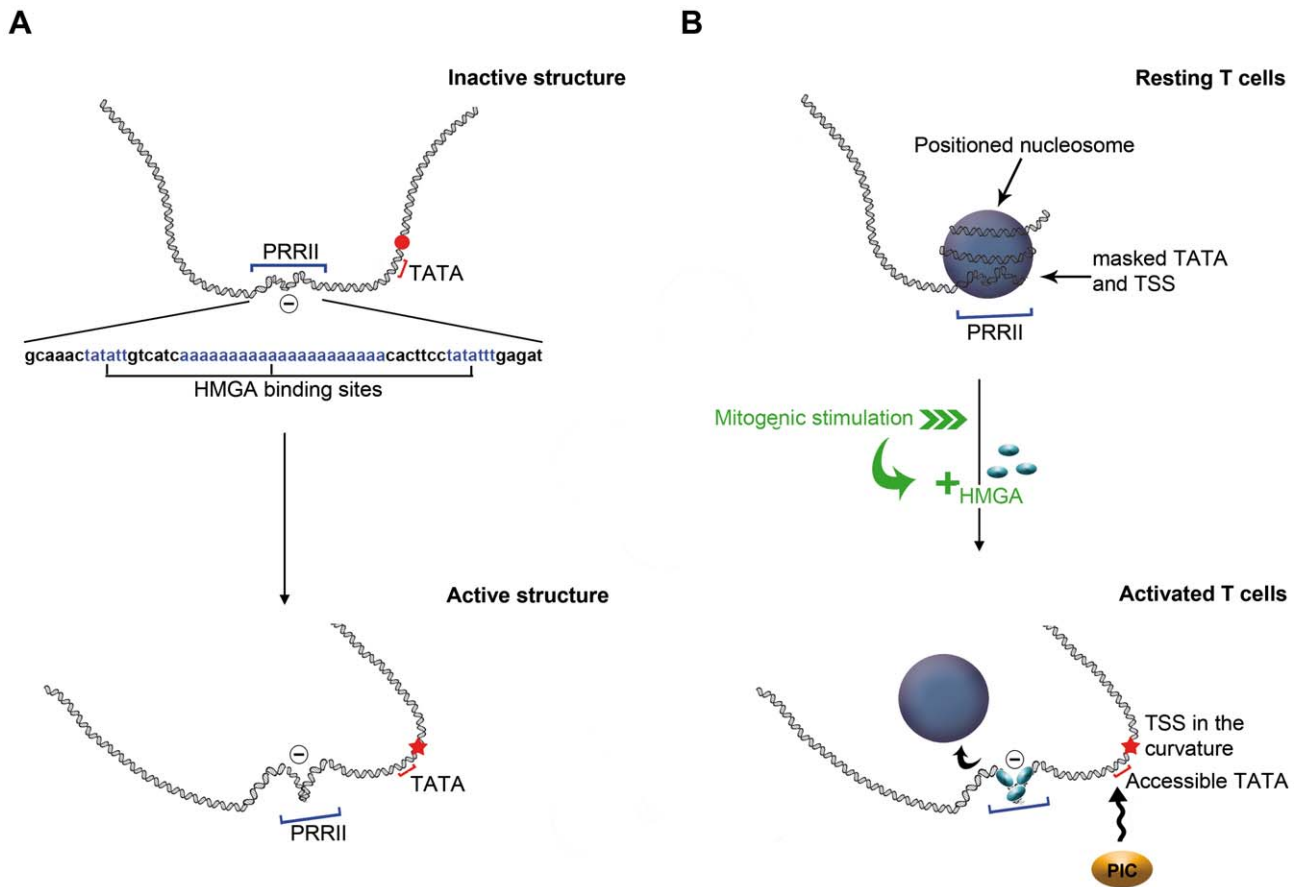 A
Inactive structure
PRRII
TATA
−
gcaaactatattgtcatcaaaaaaaaaaaaaaaaaaaaacacttcctatatttgagat
HMGA binding sites
Active structure
−
TATA
PRRII
B
Resting T cells
Positioned nucleosome
masked TATA
and TSS
PRRII
Mitogenic stimulation
+
HMGA
Activated T cells
TSS in the
curvature
−
Accessible TATA
PIC